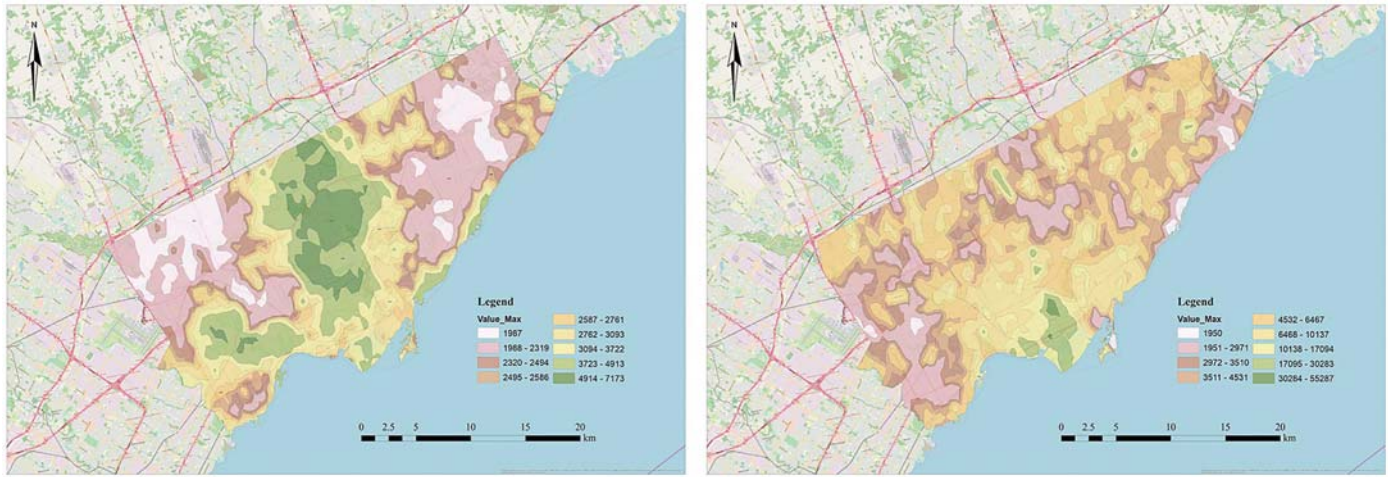 N
Legend
Value_Max
1987
1988 - 2319
2320 - 2494
2495 - 2586
2587 - 2761
2762 - 3093
3094 - 3722
3723 - 4913
4914 - 7173
0 2.5 5 10 15 20
km
N
Legend
Value_Max
1950
1951 - 2971
2972 - 3510
3511 - 4531
4532 - 6467
6468 - 10137
10138 - 17094
17095 - 30283
30284 - 55287
0 2.5 5 10 15 20
km